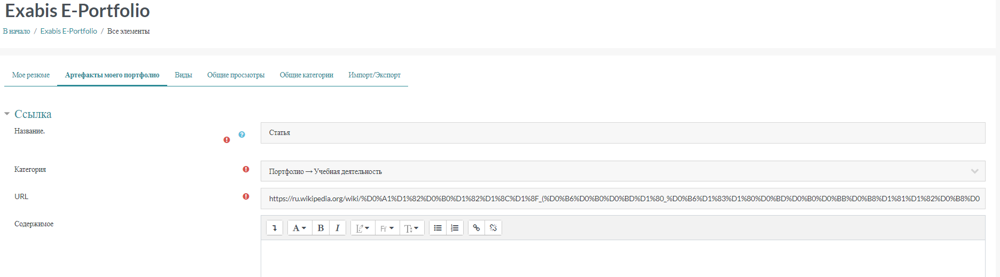 Exabis E-Portfolio
В начало / Exabis E-Portfolio / Все элементы
Мое резюме Артефакты моего портфолио Виды Общие просмотры Общие категории Импорт/Экспорт
Ссылка
Название.
Статья
Категория
Портфолио → Учебная деятельность
URL
https://ru.wikipedia.org/wiki/%D0%A1%D1%82%D0%B0%D1%82%D1%8C%D1%8F_(%D0%B6%D0%B0%D0%BD%D1%80_%D0%B6%D1%83%D1%80%D0%BD%D0%B0%D0%BB%D0%B8%D1%81%D1%82%D0%B8%D0
Содержимое
A B I Ff T